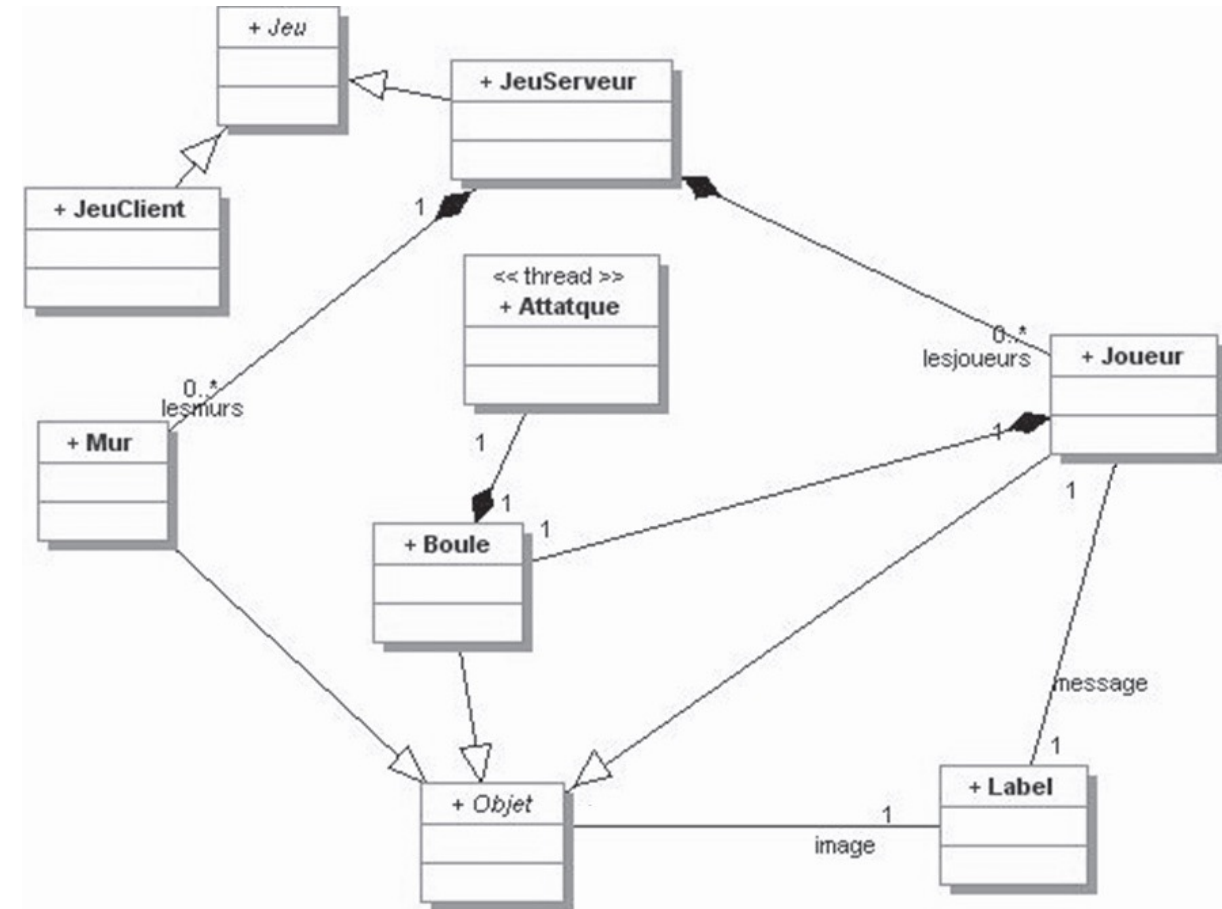 + Jeu
+ JeuServeur
+ JeuClient
1
<< thread >>
+ Attatque
0..*
lesjoueurs
+ Joueur
0..*
lesmurs
+ Mur
1
1
1
1
1
+ Boule
message
1
+ Objet
1
image
+ Label